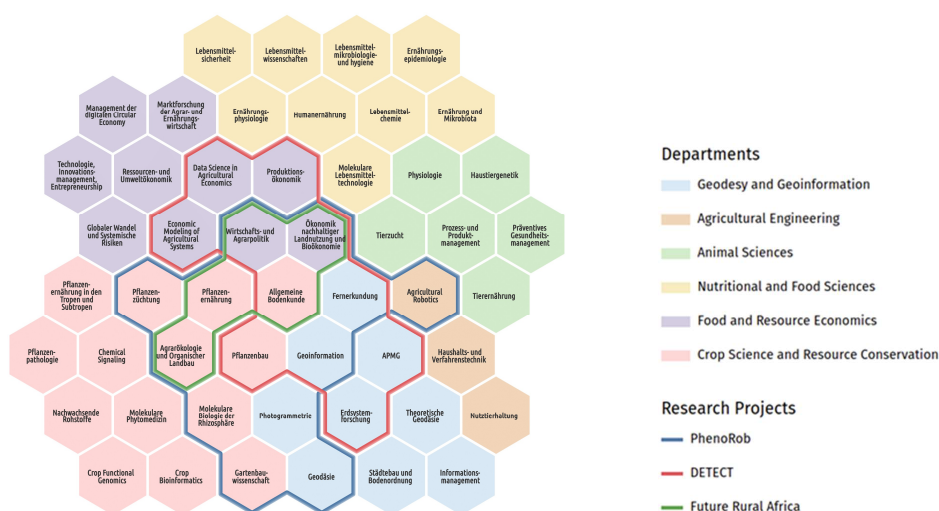 Lebensmittel-
sicherheit
Lebensmittel-
wissenschaften
Lebensmittel-
mikrobiologie-
und hygiene
Ernährungs-
epidemiologie
Management der
digitalen Circular
Economy
Marktforschung
der Agrar- und
Ernährungs-
wirtschaft
Ernährungs-
physiologie
Humanernährung
Lebensmittel-
chemie
Ernährung und
Mikrobiota
Technologie,
Innovations-
management,
Entrepreneurship
Ressourcen- und
Umweltökonomik
Data Science in
Agricultural
Economics
Produktions-
ökonomik
Molekulare
Lebensmittel-
technologie
Physiologie
Haustiergenetik
Globaler Wandel
und Systemische
Risiken
Economic
Modeling of
Agricultural
Systems
Wirtschafts- und
Agrarpolitik
Ökonomik
nachhaltiger
Landnutzung und
Bioökonomie
Tierzucht
Prozess- und
Produkt-
management
Präventives
Gesundheits-
management
Pflanzen-
ernährung in den
Tropen und
Subtropen
Pflanzen-
züchtung
Pflanzen-
ernährung
Allgemeine
Bodenkunde
Fernerkundung
Agricultural
Robotics
Tierernährung
Pflanzen-
pathologie
Chemical
Signaling
Agrarökologie
und Organischer
Landbau
Pflanzenbau
Geoinformation
APMG
Haushalts- und
Verfahrenstechnik
Nachwachsende
Rohstoffe
Molekulare
Phytomedizin
Molekulare
Biologie der
Rhizosphäre
Photogrammetrie
Erdsystem-
forschung
Theoretische
Geodäsie
Nutztierhaltung
Crop Functional
Genomics
Crop
Bioinformatics
Gartenbau-
wissenschaft
Geodäsie
Städtebau und
Bodenordnung
Informations-
management
Departments
Geodesy and Geoinformation
Agricultural Engineering
Animal Sciences
Nutritional and Food Sciences
Food and Resource Economics
Crop Science and Resource Conservation
Research Projects
PhenoRob
DETECT
Future Rural Africa